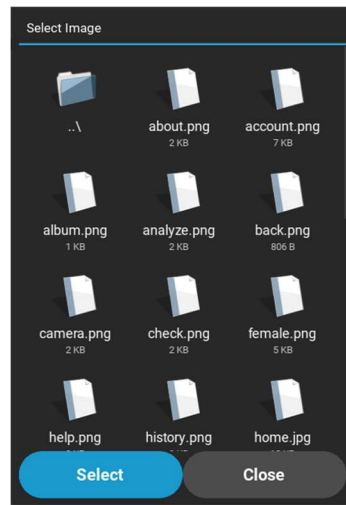 Select Image
..\ about.png account.png
2 KB 7 KB
album.png analyze.png back.png
1 KB 2 KB 806 B
camera.png check.png female.png
2 KB 2 KB 5 KB
help.png history.png home.jpg
Select Close